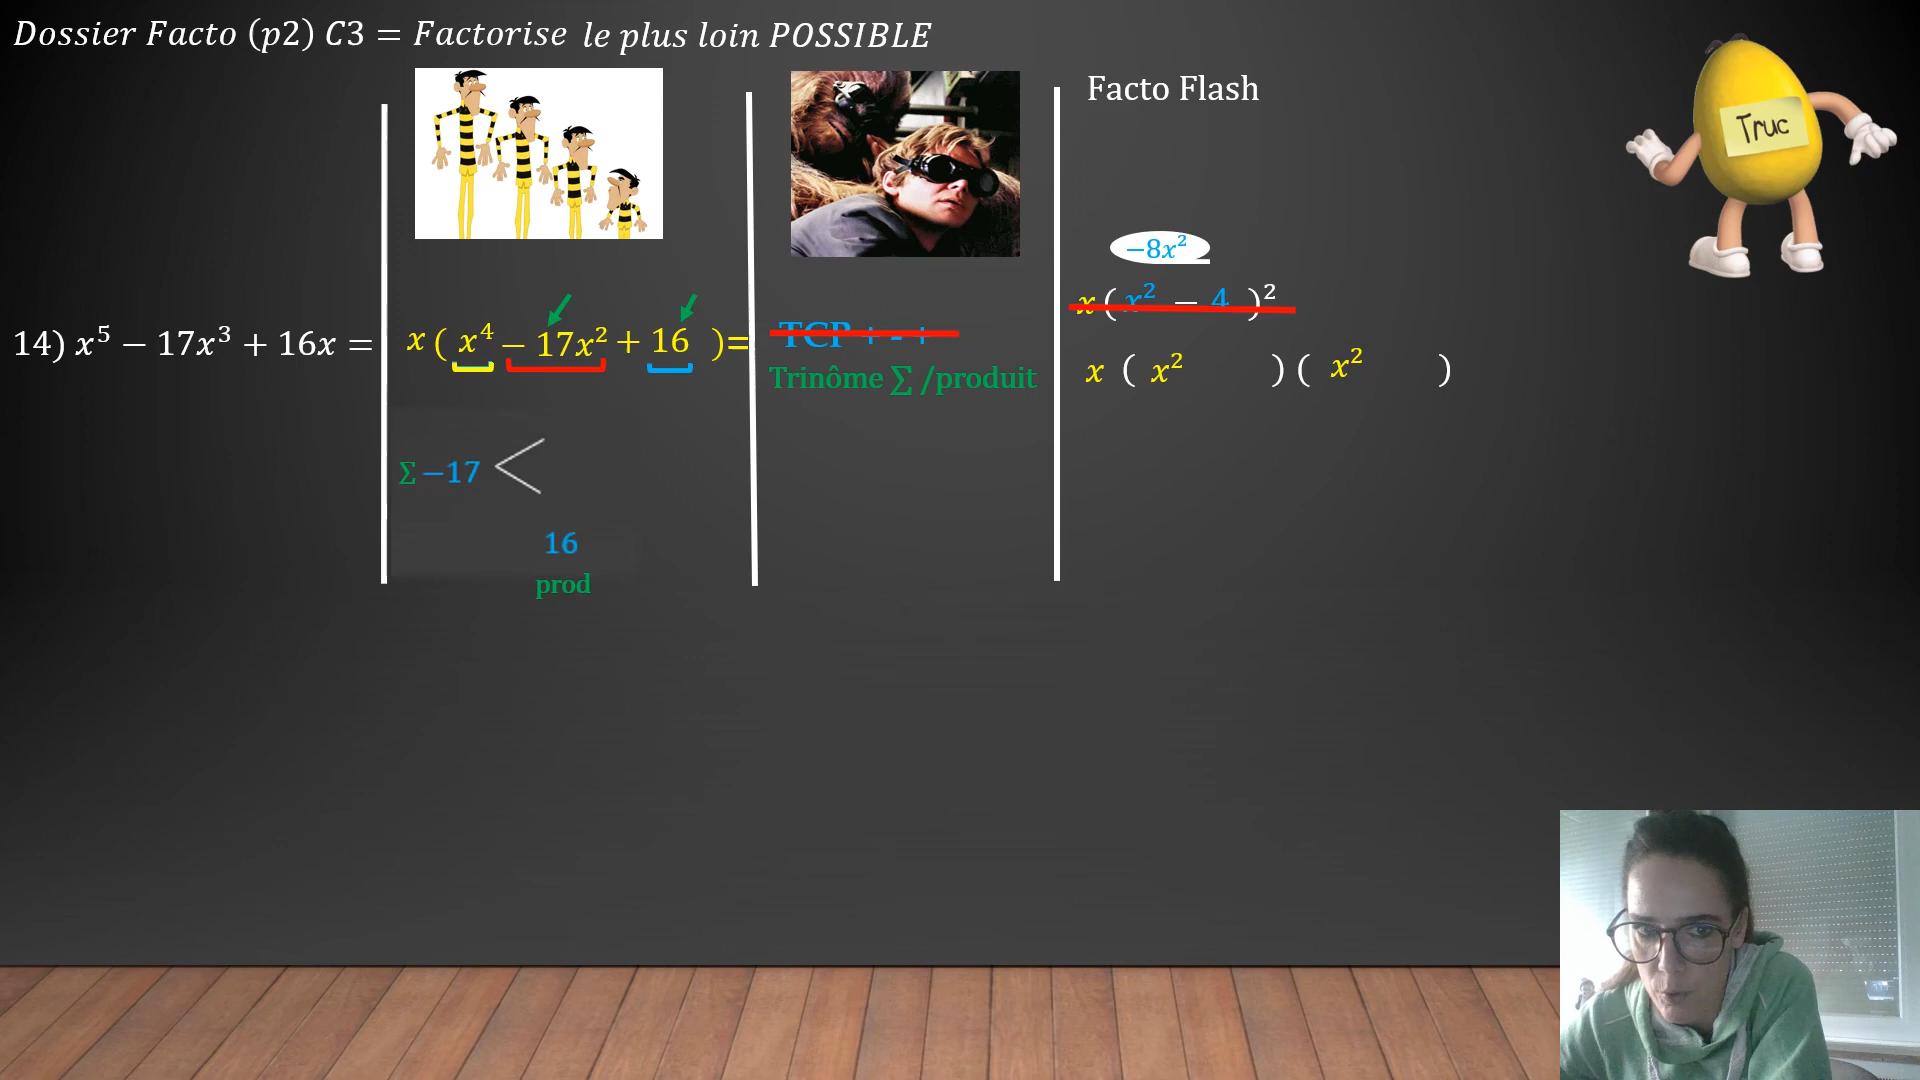 Dossier Facto (p2) C3 = Factorise le plus loin POSSIBLE
Facto Flash
Truc
−8x²
x ( x² − 4 )²
14) x⁵ − 17x³ + 16x = x ( x⁴ − 17x² + 16 ) =
TCP + - +
Trinôme ∑ /produit
x ( x² ) ( x² )
∑ −17
16
prod